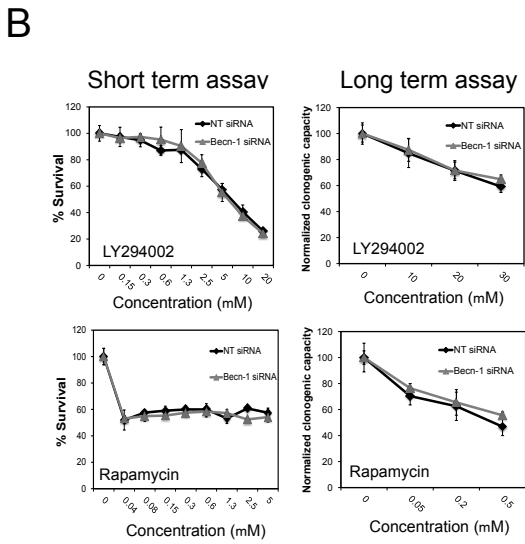 B
Short term assay
Long term assay
120
100
80
60
40
20
0
% Survival
NT siRNA
Becn-1 siRNA
LY294002
0 0.15 0.3 0.6 1.3 2.5 5 10 20
Concentration (mM)
120
100
80
60
40
20
0
Normalized clonogenic capacity
NT siRNA
Becn-1 siRNA
LY294002
0 10 20 30
Concentration (mM)
120
100
80
60
40
20
0
% Survival
NT siRNA
Becn-1 siRNA
Rapamycin
0 0.04 0.08 0.15 0.3 0.6 1.3 2.5 5
Concentration (mM)
120
100
80
60
40
20
0
Normalized clonogenic capacity
NT siRNA
Becn-1 siRNA
Rapamycin
0 0.05 0.2 0.5
Concentration (mM)